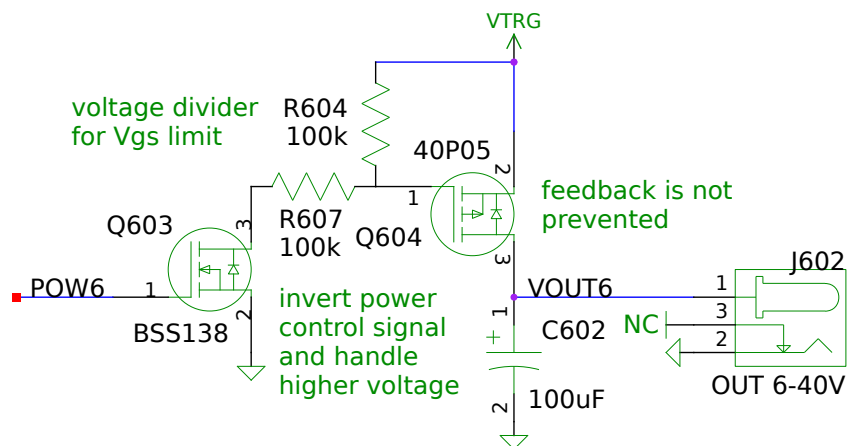 VTRG
voltage divider
for Vgs limit
R604
100k
40P05
2
1
feedback is not
prevented
Q603
3
R607
100k
Q604
3
J602
POW6
1
2
BSS138
invert power
control signal
and handle
higher voltage
VOUT6
1
1
+
C602
NC
3
2
OUT 6-40V
100uF
2